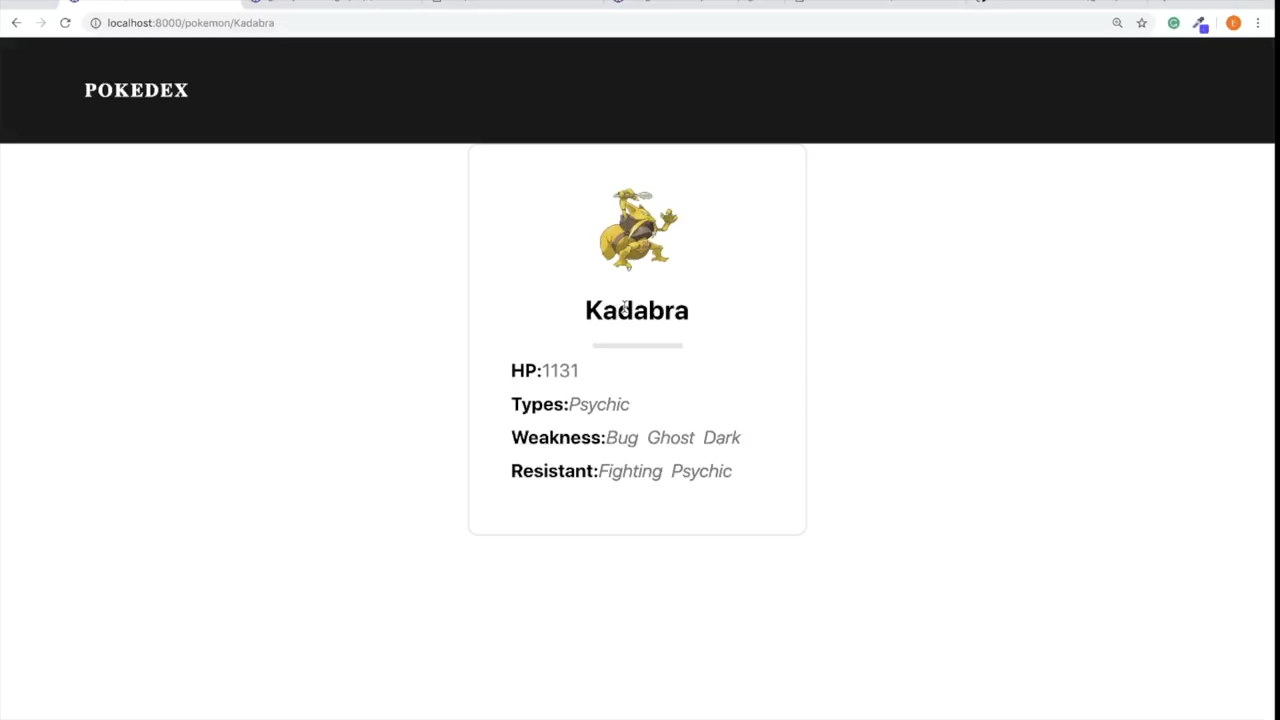 localhost:8000/pokemon/Kadabra
POKEDEX
Kadabra
HP:1131
Types:Psychic
Weakness:Bug Ghost Dark
Resistant:Fighting Psychic